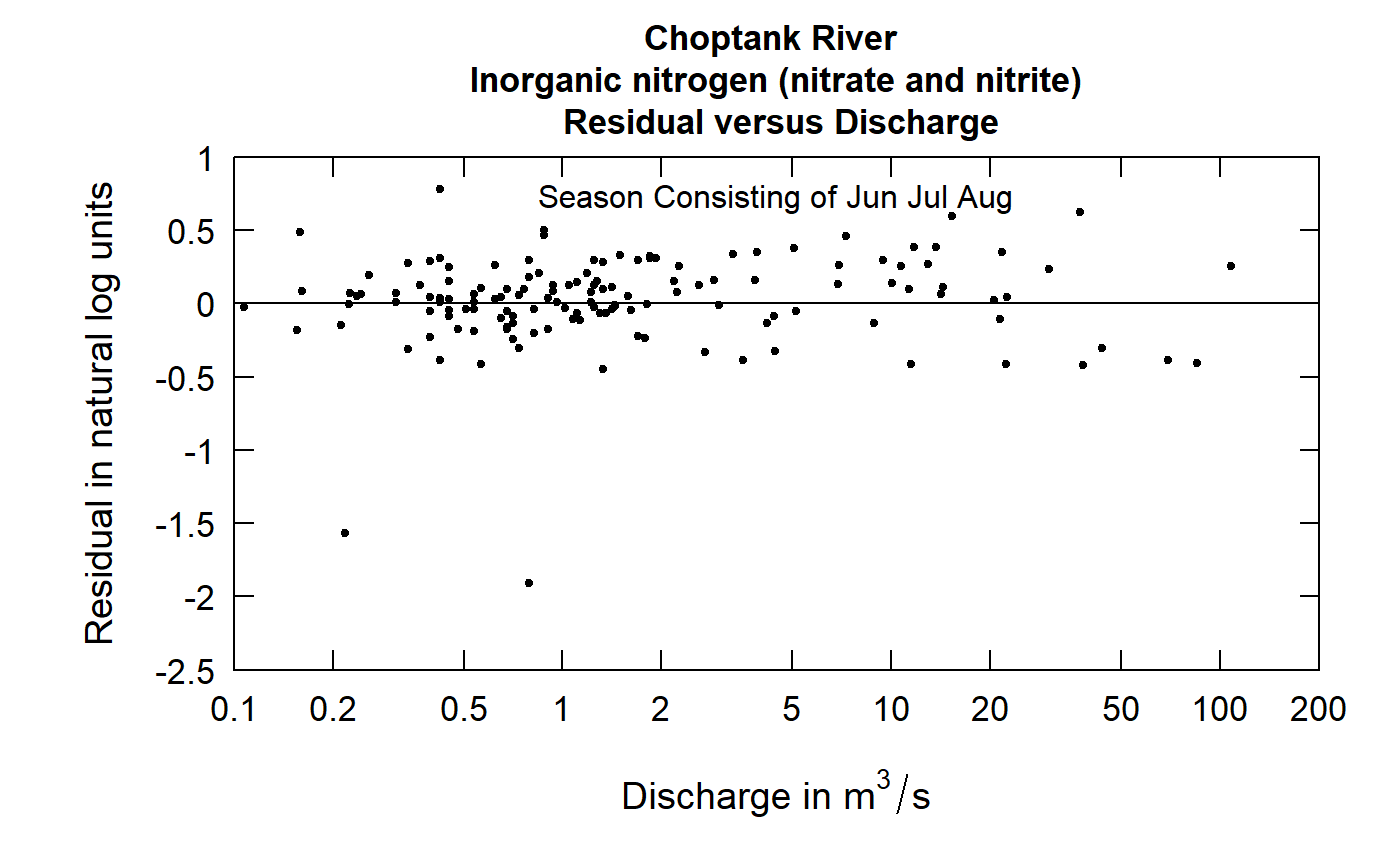 Choptank River
Inorganic nitrogen (nitrate and nitrite)
Residual versus Discharge
Season Consisting of Jun Jul Aug
Residual in natural log units
1
0.5
0
-0.5
-1
-1.5
-2
-2.5
0.1 0.2 0.5 1 2 5 10 20 50 100 200
Discharge in m³/s